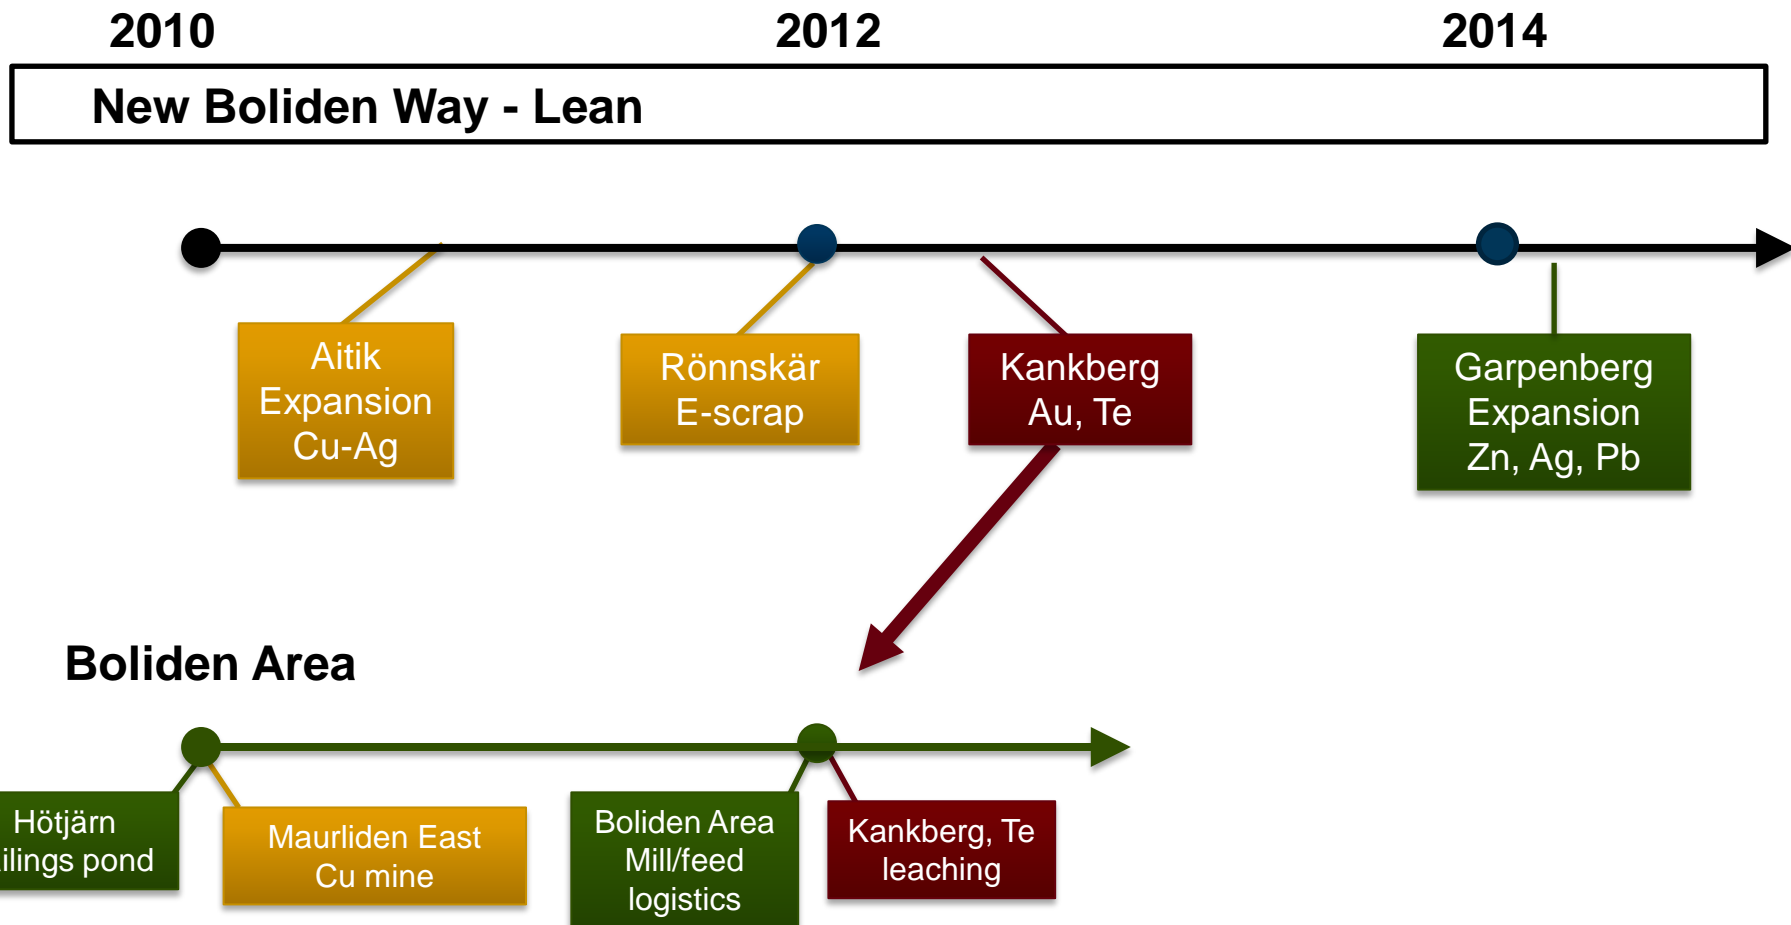 2010 2012 2014
New Boliden Way - Lean
Aitik
Expansion
Cu-Ag
Rönnskär
E-scrap
Kankberg
Au, Te
Garpenberg
Expansion
Zn, Ag, Pb
Boliden Area
Hötjärn
ilings pond
Maurliden East
Cu mine
Boliden Area
Mill/feed
logistics
Kankberg, Te
leaching